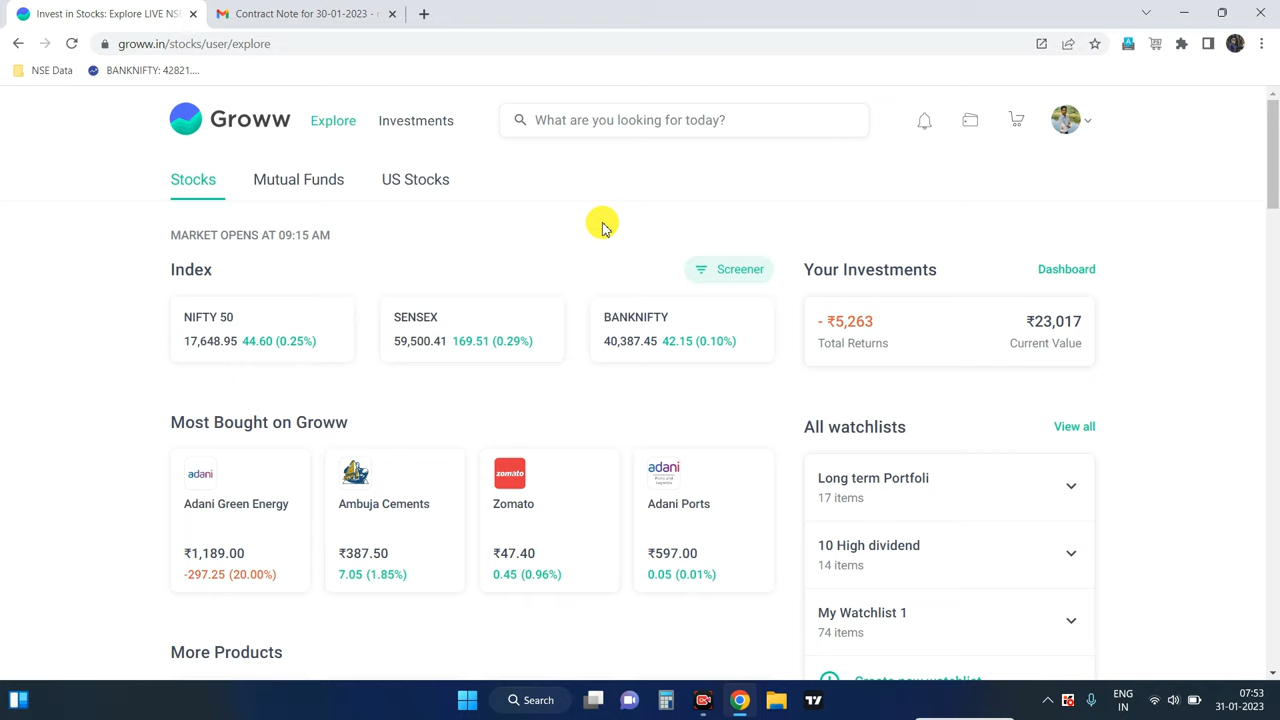 Invest in Stocks: Explore LIVE NS
Contract Note for 30-01-2023 -
groww.in/stocks/user/explore
NSE Data
BANKNIFTY: 42821....
Groww
Explore
Investments
What are you looking for today?
Stocks
Mutual Funds
US Stocks
MARKET OPENS AT 09:15 AM
Index
Screener
NIFTY 50
17,648.95 44.60 (0.25%)
SENSEX
59,500.41 169.51 (0.29%)
BANKNIFTY
40,387.45 42.15 (0.10%)
Your Investments
Dashboard
- ₹5,263
Total Returns
₹23,017
Current Value
Most Bought on Groww
adani
Adani Green Energy
₹1,189.00
-297.25 (20.00%)
Ambuja Cements
₹387.50
7.05 (1.85%)
zomato
Zomato
₹47.40
0.45 (0.96%)
adani
Adani Ports
₹597.00
0.05 (0.01%)
All watchlists
View all
Long term Portfoli
17 items
10 High dividend
14 items
My Watchlist 1
74 items
Create new watchlist
More Products
Search
ENG
IN
07:53
31-01-2023